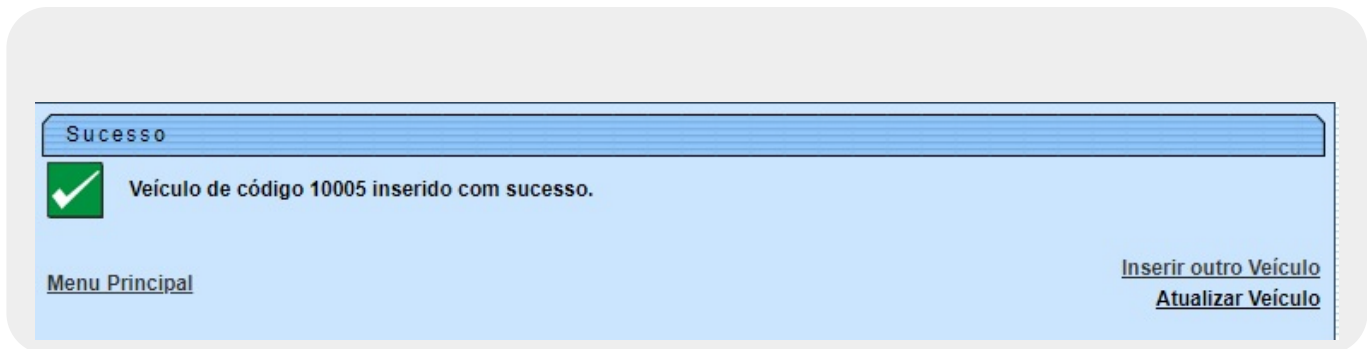 Sucesso
Veículo de código 10005 inserido com sucesso.
Inserir outro Veículo
Menu Principal
Atualizar Veículo